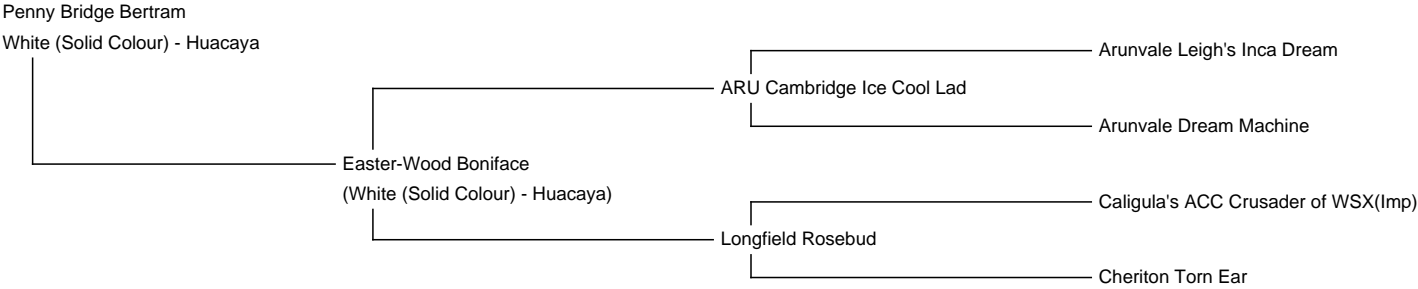 Penny Bridge Bertram
White (Solid Colour) - Huacaya
Arunvale Leigh's Inca Dream
ARU Cambridge Ice Cool Lad
Arunvale Dream Machine
Easter-Wood Boniface
(White (Solid Colour) - Huacaya)
Caligula's ACC Crusader of WSX(Imp)
Longfield Rosebud
Cheriton Torn Ear